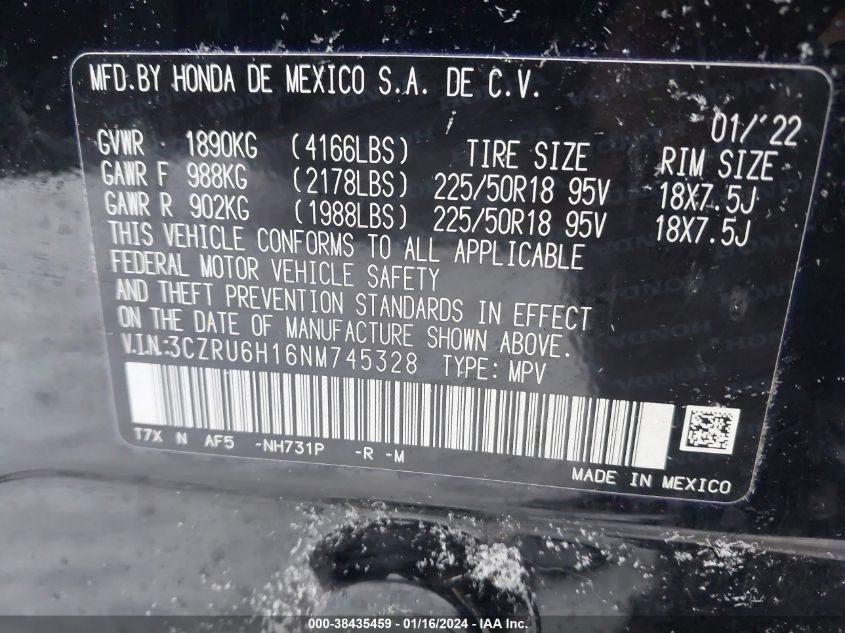 MFD.BY HONDA DE MEXICO S.A. DE C.V.
01/'22
GVWR 1890KG (4166LBS) TIRE SIZE RIM SIZE
GAWR F 988KG (2178LBS) 225/50R18 95V 18X7.5J
GAWR R 902KG (1988LBS) 225/50R18 95V 18X7.5J
THIS VEHICLE CONFORMS TO ALL APPLICABLE
FEDERAL MOTOR VEHICLE SAFETY
AND THEFT PREVENTION STANDARDS IN EFFECT
ON THE DATE OF MANUFACTURE SHOWN ABOVE.
V.I.N.:3CZRU6H16NM745328 TYPE: MPV
T7X N AF5 -NH731P -R -M
MADE IN MEXICO
000-38435459 - 01/16/2024 - IAA Inc.